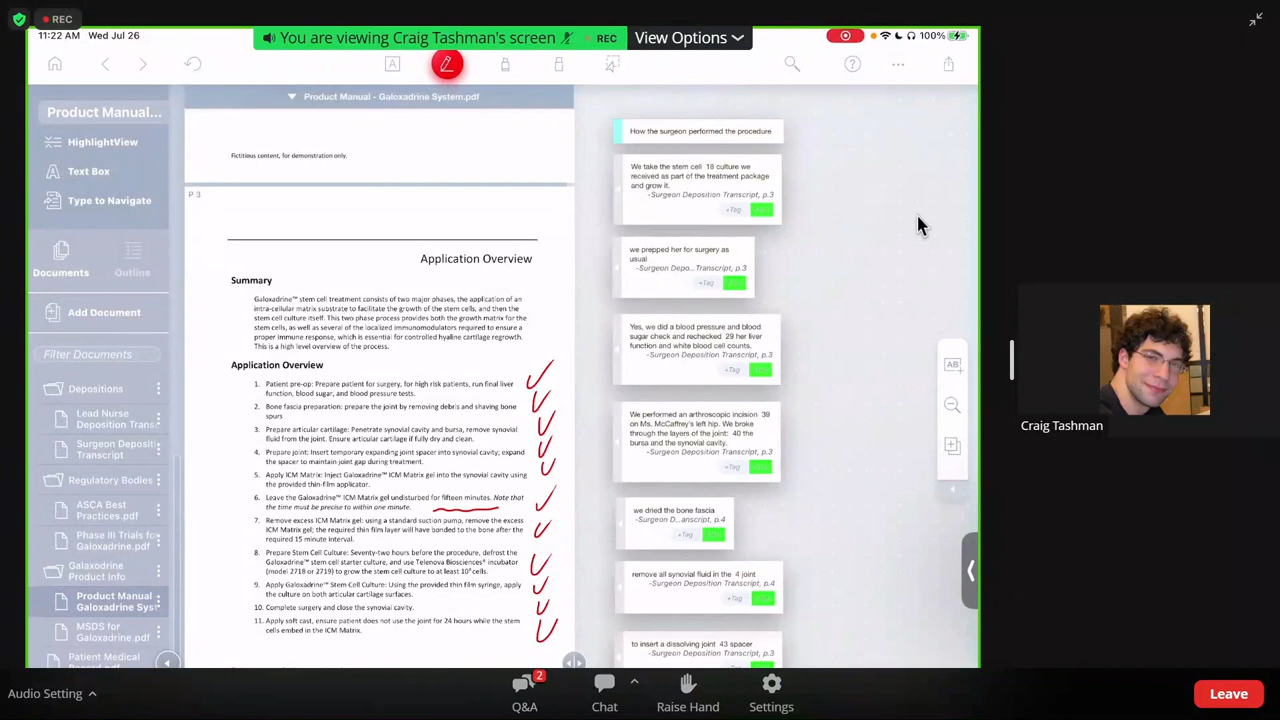 REC
11:22 AM Wed Jul 26
You are viewing Craig Tashman's screen
REC
View Options
100%
Product Manual...
HighlightView
Text Box
Type to Navigate
Documents
Outline
Add Document
Filter Documents
Depositions
Lead Nurse
Deposition Trans
Surgeon Depositi
Transcript
Regulatory Bodies
ASCA Best
Practices.pdf
Phase III Trials for
Galoxadrine
Product Info
Product Manual
Galoxadrine Syst
MSDS for
Galoxadrine.pdf
Patient Medical
Product Manual - Galoxadrine System.pdf
Fictitious content, for demonstration only.
P 3
Application Overview
Summary
Galoxadrine™ stem cell treatment consists of two major phases, the application of an
intra-cellular matrix substrate to facilitate the growth of the stem cells, and then the
stem cell culture itself. This two phase process provides both the growth matrix for the
stem cells, as well as several of the localized immunomodulators required to ensure a
proper immune response, which is essential for controlled hyaline cartilage regrowth.
This is a high level overview of the process.
Application Overview
1. Patient pre-op: Prepare patient for surgery, for high risk patients, run final liver
function, blood sugar, and blood pressure tests.
2. Bone fascia preparation: prepare the joint by removing debris and shaving bone
spurs
3. Prepare articular cartilage: Penetrate synovial cavity and bursa, remove synovial
fluid from the joint. Ensure articular cartilage if fully dry and clean.
4. Prepare joint: Insert temporary expanding joint spacer into synovial cavity; expand
the spacer to maintain joint gap during treatment.
5. Apply ICM Matrix: Inject Galoxadrine™ ICM Matrix gel into the synovial cavity using
the provided thin-film applicator.
6. Leave the Galoxadrine™ ICM Matrix gel undisturbed for fifteen minutes. Note that
the time must be precise to within one minute.
7. Remove excess ICM Matrix gel: using a standard suction pump, remove the excess
ICM Matrix gel; the required thin film layer will have bonded to the bone after the
required 15 minute interval.
8. Prepare Stem Cell Culture: Seventy-two hours before the procedure, defrost the
Galoxadrine™ stem cell starter culture, and use Telenova Biosciences® incubator
(model 2718 or 2719) to grow the stem cell culture to at least 10⁸ cells.
9. Apply Galoxadrine™ Stem Cell Culture: Using the provided thin film syringe, apply
the culture on both articular cartilage surfaces.
10. Complete surgery and close the synovial cavity.
11. Apply soft cast, ensure patient does not use the joint for 24 hours while the stem
cells embed in the ICM Matrix.
How the surgeon performed the procedure
We take the stem cell 18 culture we
received as part of the treatment package
and grow it.
-Surgeon Deposition Transcript, p.3
+Tag
we prepped her for surgery as
usual
-Surgeon Depo... Transcript, p.3
+Tag
Yes, we did a blood pressure and blood
sugar check and rechecked 29 her liver
function and white blood cell counts.
-Surgeon Deposition Transcript, p.3
+Tag
We performed an arthroscopic incision 39
on Ms. McCaffrey's left hip. We broke
through the layers of the joint: 40 the
bursa and the synovial cavity.
-Surgeon Deposition Transcript, p.3
+Tag
we dried the bone fascia
-Surgeon D...anscript, p.4
+Tag
remove all synovial fluid in the 4 joint
-Surgeon Deposition Transcript, p.4
+Tag
to insert a dissolving joint 43 spacer
-Surgeon Deposition Transcript, p.3
AB
Craig Tashman
Audio Setting
2
Q&A
Chat
Raise Hand
Settings
Leave